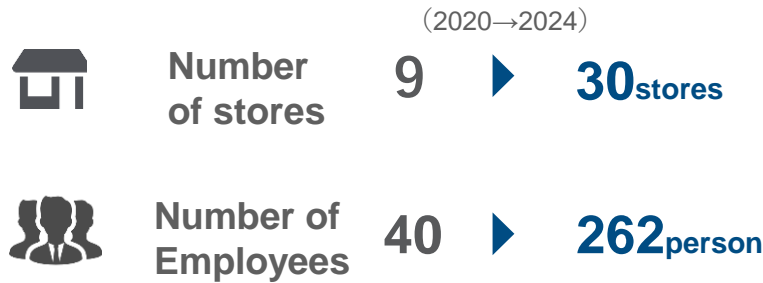 （2020→2024）
Number
of stores
9
30stores
Number of
Employees
40
262person